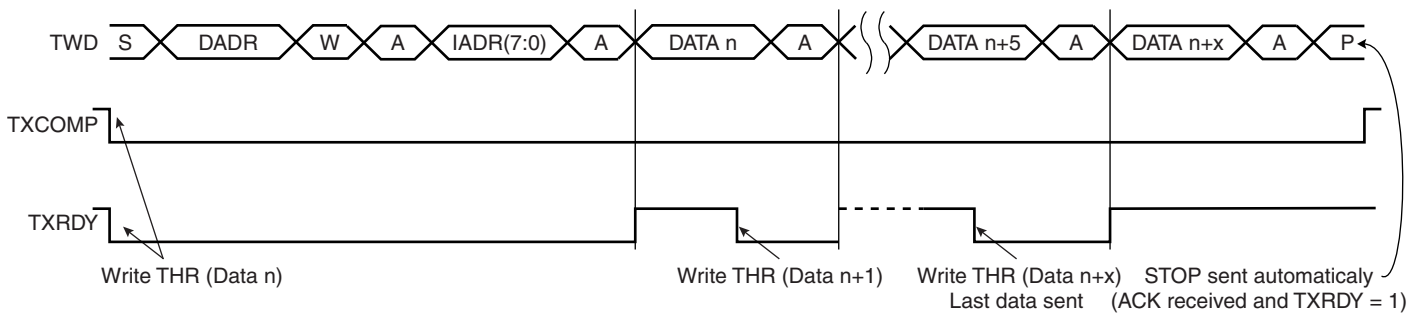 TWD S DADR W A IADR(7:0) A DATA n A DATA n+5 A DATA n+x A P
TXCOMP
TXRDY
Write THR (Data n) Write THR (Data n+1) Write THR (Data n+x) STOP sent automaticaly
Last data sent (ACK received and TXRDY = 1)